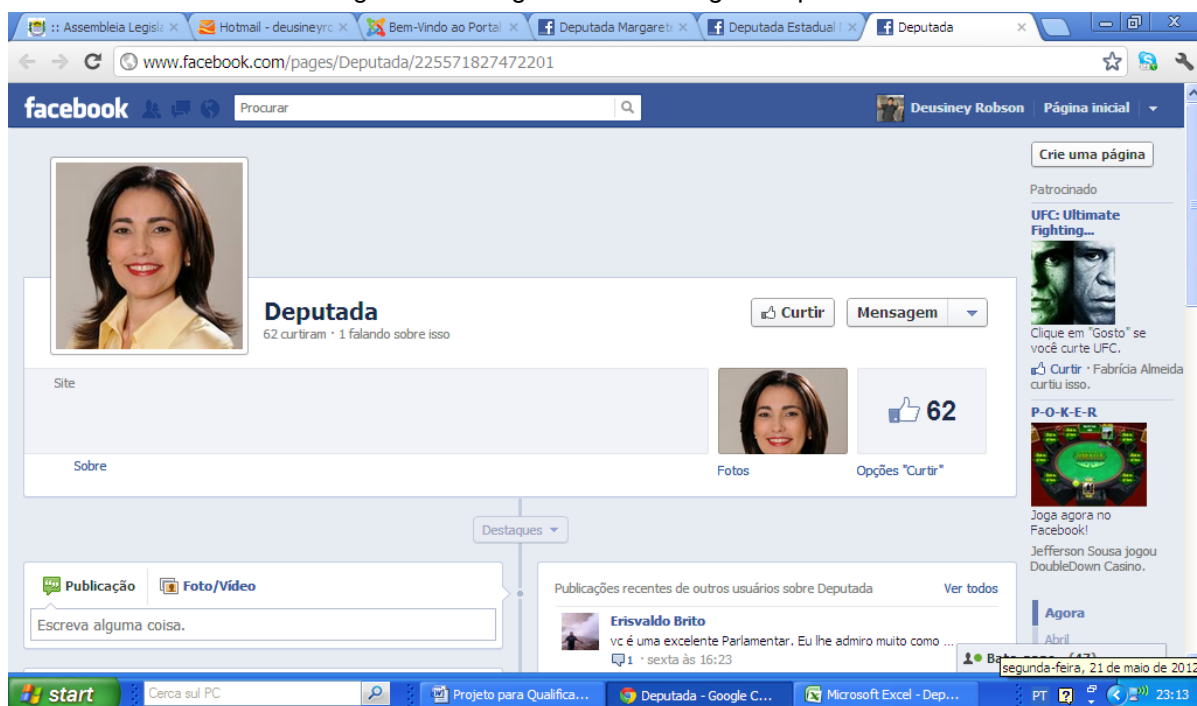 :: Assembleia Legisl
Hotmail - deusineyro
Bem-Vindo ao Portal
Deputada Margarete
Deputada Estadual
Deputada
www.facebook.com/pages/Deputada/225571827472201
facebook
Procurar
Deusiney Robson
Página inicial
Crie uma página
Patrocinado
UFC: Ultimate
Fighting...
Clique em "Gosto" se
você curte UFC.
Curtir · Fabrícia Almeida
curtiu isso.
Deputada
62 curtiram · 1 falando sobre isso
Curtir
Mensagem
Site
62
Sobre
Fotos
Opções "Curtir"
P-O-K-E-R
Joga agora no
Facebook!
Jefferson Sousa jogou
DoubleDown Casino.
Destaques
Publicação
Foto/Vídeo
Escreva alguma coisa.
Publicações recentes de outros usuários sobre Deputada
Ver todos
Erisvaldo Brito
vc é uma excelente Parlamentar. Eu lhe admiro muito como ...
1 · sexta às 16:23
Agora
Abril
segunda-feira, 21 de maio de 2012
start
Cerca sul PC
Projeto para Qualifica...
Deputada - Google C...
Microsoft Excel - Dep...
PT
23:13